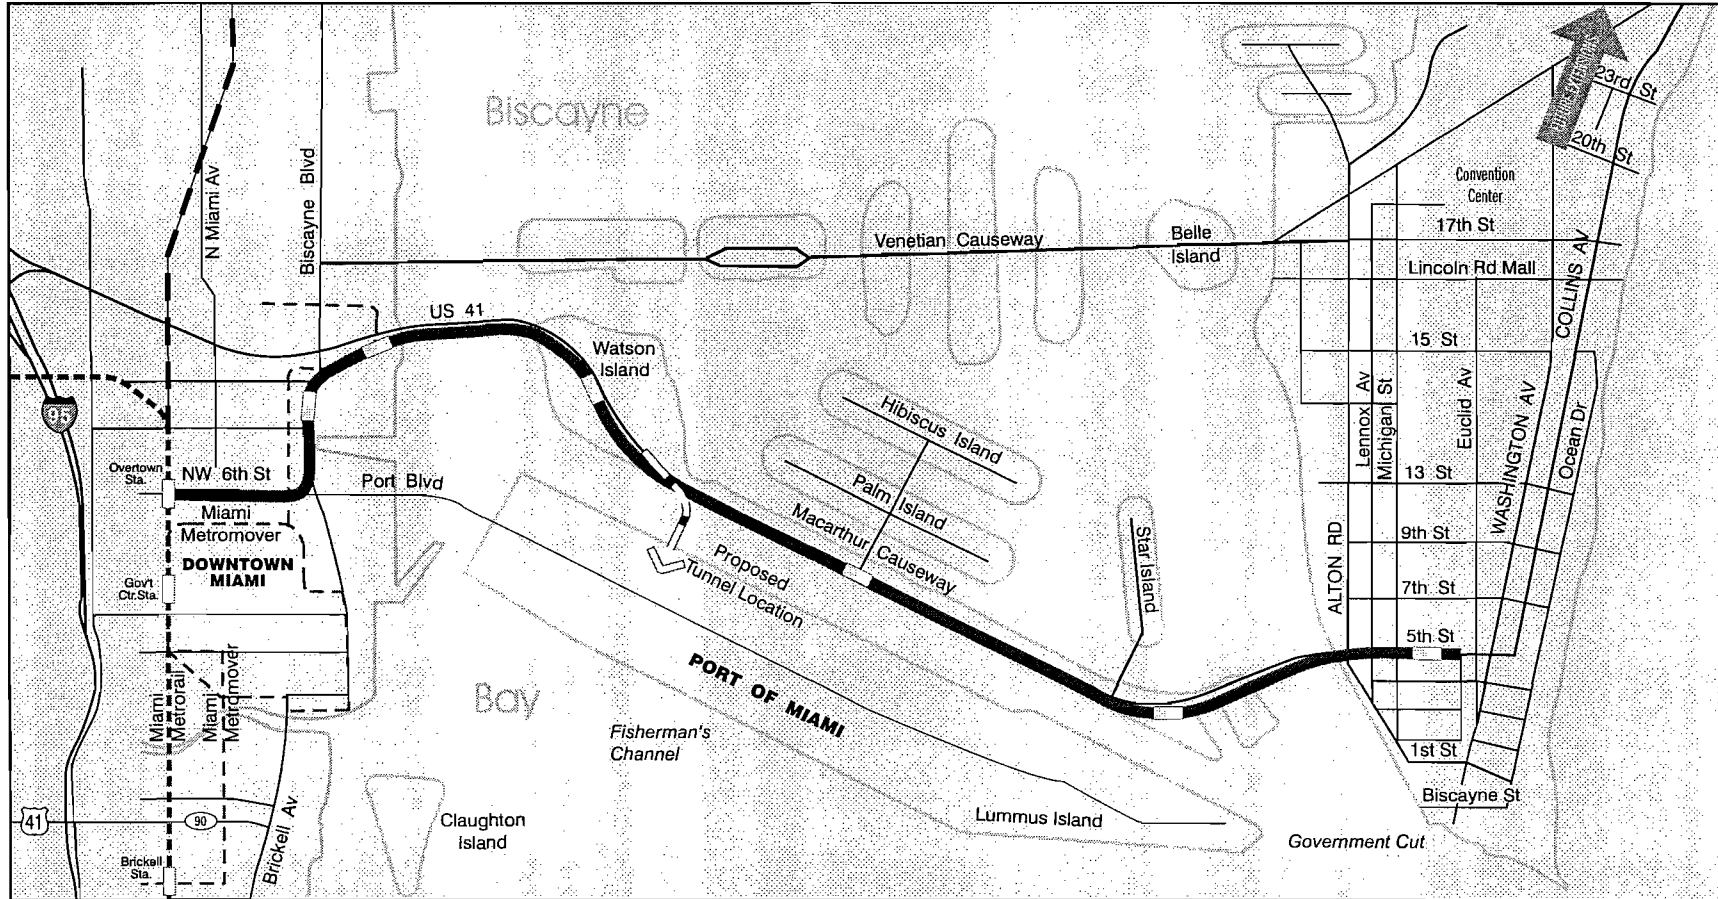 Biscayne
N Miami Av
Biscayne Blvd
US 41
Watson
Island
Venetian Causeway
Belle
Island
FUTURE EXTENSION
23rd St
20th St
Convention
Center
17th St
Lincoln Rd Mall
COLLINS AV
15 St
Lennox Av
Michigan St
Euclid Av
WASHINGTON AV
Ocean Dr
13 St
9th St
7th St
5th St
1st St
Biscayne St
ALTON RD
95
Overtown
Sta.
NW 6th St
Miami
Metromover
DOWNTOWN
MIAMI
Gov't
Ctr.Sta.
Port Blvd
Hibiscus Island
Palm Island
Macarthur Causeway
Star Island
Proposed
Tunnel Location
PORT OF MIAMI
Bay
Fisherman's
Channel
Miami
Metrorail
Miami
Metromover
41
90
Brickell
Sta.
Brickell Av
Claughton
Island
Lummus Island
Government Cut